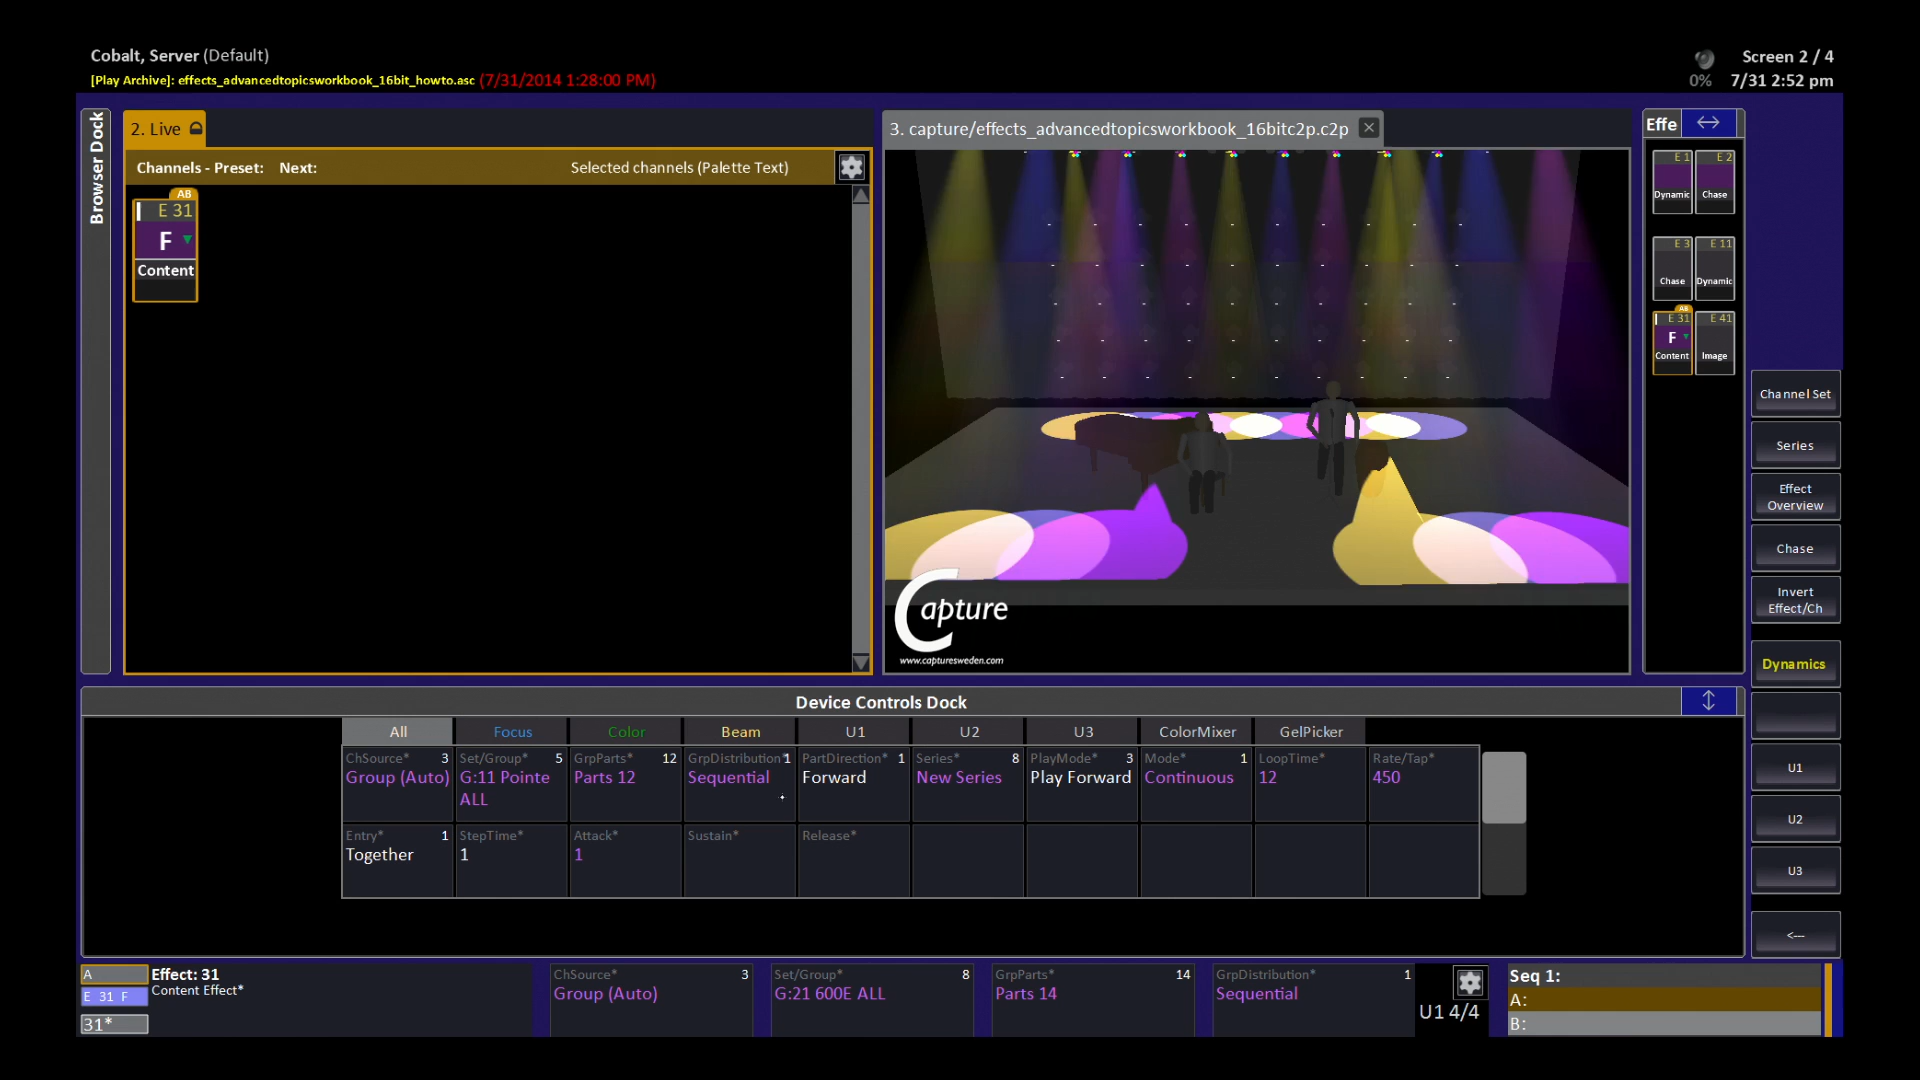 Cobalt, Server (Default)
[Play Archive]: effects_advancedtopicsworkbook_16bit_howto.asc (7/31/2014 1:28:00 PM)
Screen 2 / 4
0% 7/31 2:52 pm
Browser Dock
2. Live
Channels - Preset: Next: Selected channels (Palette Text)
AB
E 31
F
Content
3. capture/effects_advancedtopicsworkbook_16bitc2p.c2p
Capture
www.capturesweden.com
Effe
E 1 E 2
Dynamic Chase
E 3 E 11
Chase Dynamic
AB
E 31 E 41
F
Content Image
Channel Set
Series
Effect
Overview
Chase
Invert
Effect/Ch
Dynamics
U1
U2
U3
<---
Device Controls Dock
All Focus Color Beam U1 U2 U3 ColorMixer GelPicker
ChSource* 3 Set/Group* 5 GrpParts* 12 GrpDistribution* 1 PartDirection* 1 Series* 8 PlayMode* 3 Mode* 1 LoopTime* Rate/Tap*
Group (Auto) G:11 Pointe Parts 12 Sequential Forward New Series Play Forward Continuous 12 450
ALL
Entry* 1 StepTime* Attack* Sustain* Release*
Together 1 1
A Effect: 31
E 31 F Content Effect*
31*
ChSource* 3 Set/Group* 8 GrpParts* 14 GrpDistribution* 1
Group (Auto) G:21 600E ALL Parts 14 Sequential
U1 4/4
Seq 1:
A:
B: